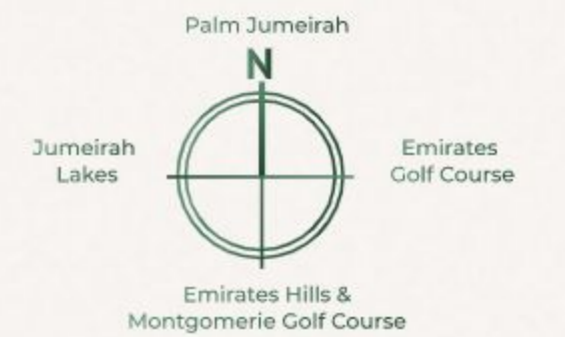 Palm Jumeirah
N
Jumeirah
Lakes
Emirates
Golf Course
Emirates Hills &
Montgomerie Golf Course